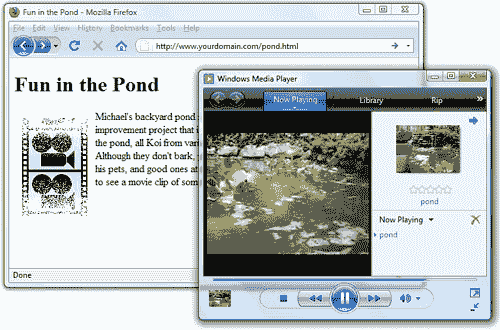 Fun in the Pond - Mozilla Firefox
File Edit View History Bookmarks Tools Help
http://www.yourdomain.com/pond.html
Fun in the Pond
Michael's backyard pond
improvement project that i
the pond, all Koi from vari
Although they don't bark,
his pets, and good ones at
to see a movie clip of som
Done
Windows Media Player
Now Playing Library Rip »
pond
Now Playing
pond